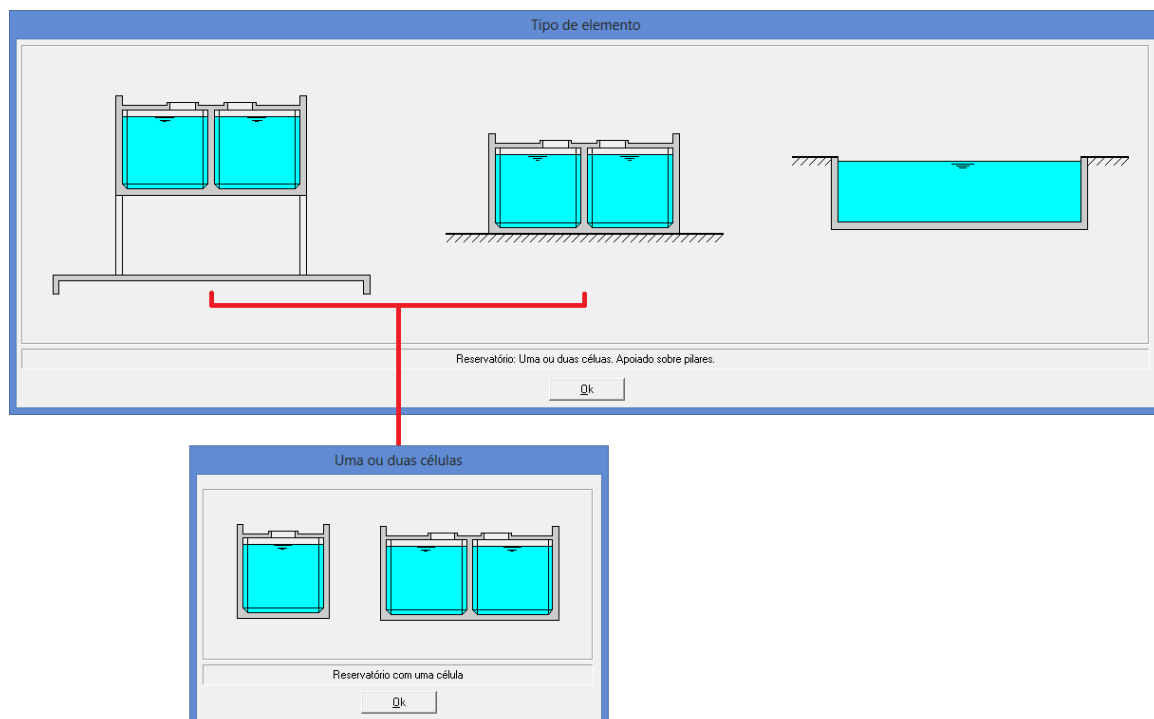 Tipo de elemento
Reservatório: Uma ou duas céluas. Apoiado sobre pilares.
Ok
Uma ou duas células
Reservatório com uma célula
Ok